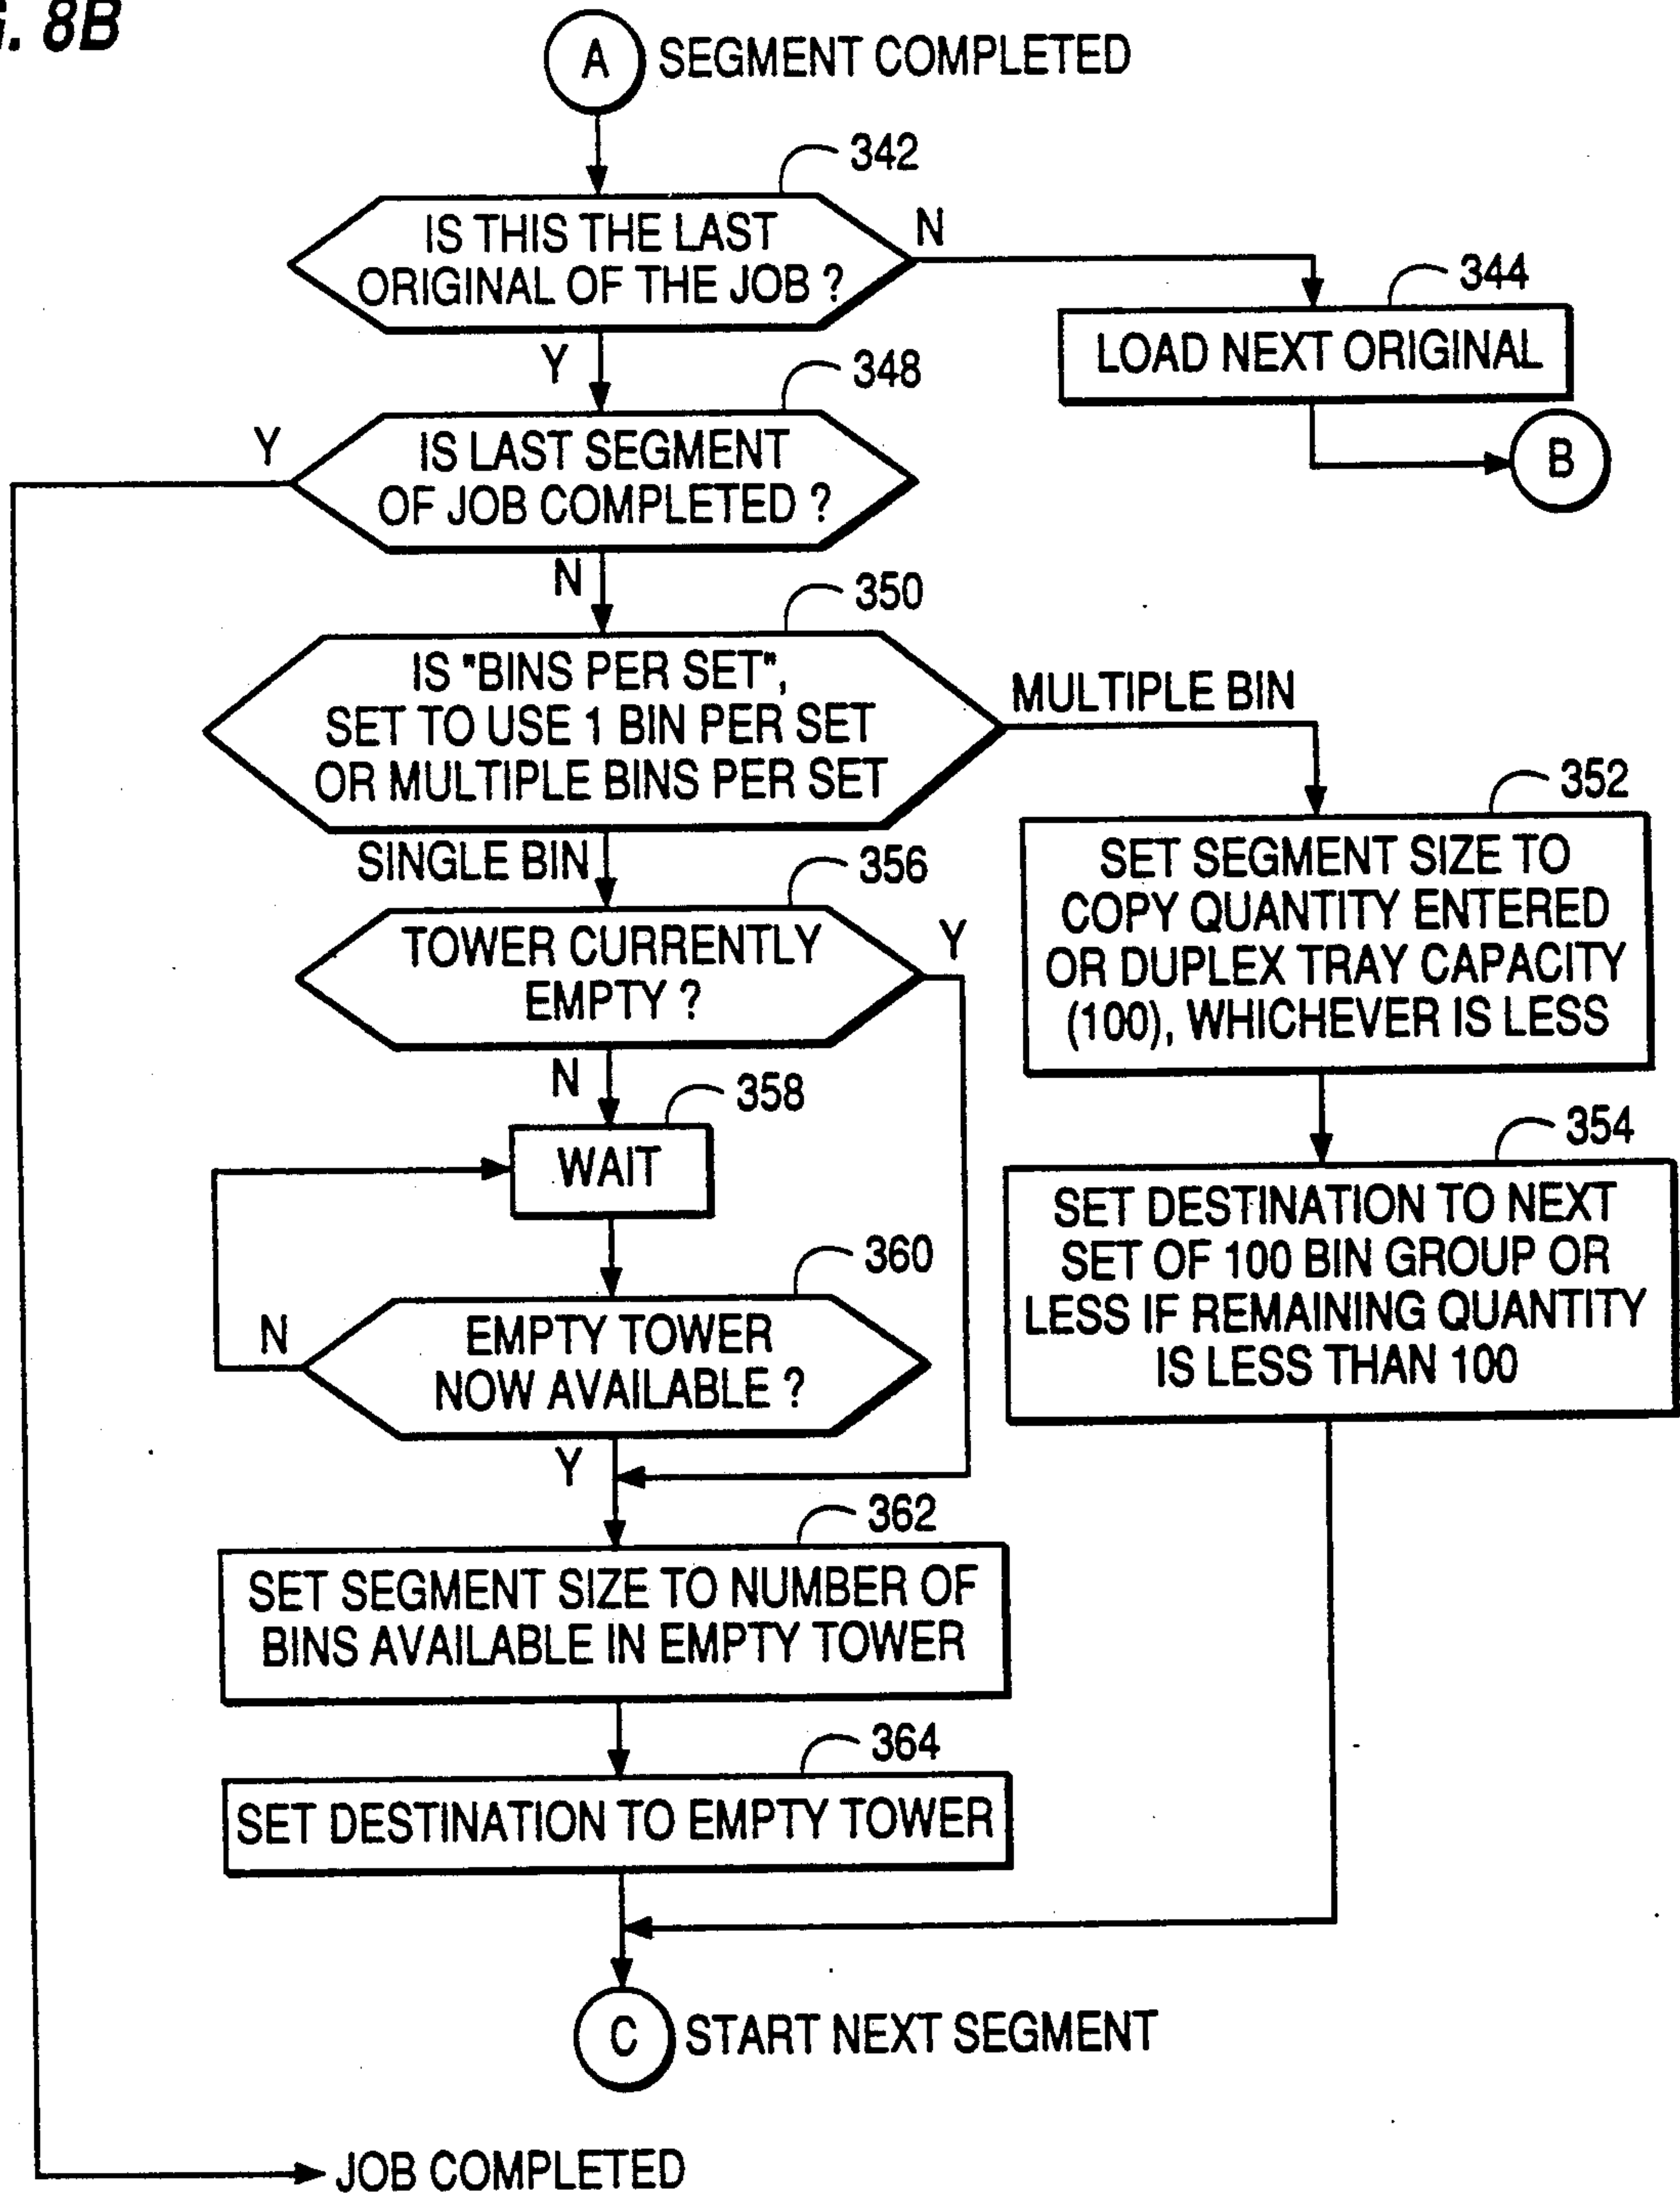 . 8B
A SEGMENT COMPLETED
342
IS THIS THE LAST
ORIGINAL OF THE JOB ?
N
344
LOAD NEXT ORIGINAL
B
Y
348
IS LAST SEGMENT
OF JOB COMPLETED ?
Y
N
350
IS "BINS PER SET",
SET TO USE 1 BIN PER SET
OR MULTIPLE BINS PER SET
MULTIPLE BIN
352
SET SEGMENT SIZE TO
COPY QUANTITY ENTERED
OR DUPLEX TRAY CAPACITY
(100), WHICHEVER IS LESS
354
SET DESTINATION TO NEXT
SET OF 100 BIN GROUP OR
LESS IF REMAINING QUANTITY
IS LESS THAN 100
SINGLE BIN
356
TOWER CURRENTLY
EMPTY ?
Y
N
358
WAIT
360
EMPTY TOWER
NOW AVAILABLE ?
N
Y
362
SET SEGMENT SIZE TO NUMBER OF
BINS AVAILABLE IN EMPTY TOWER
364
SET DESTINATION TO EMPTY TOWER
C START NEXT SEGMENT
JOB COMPLETED